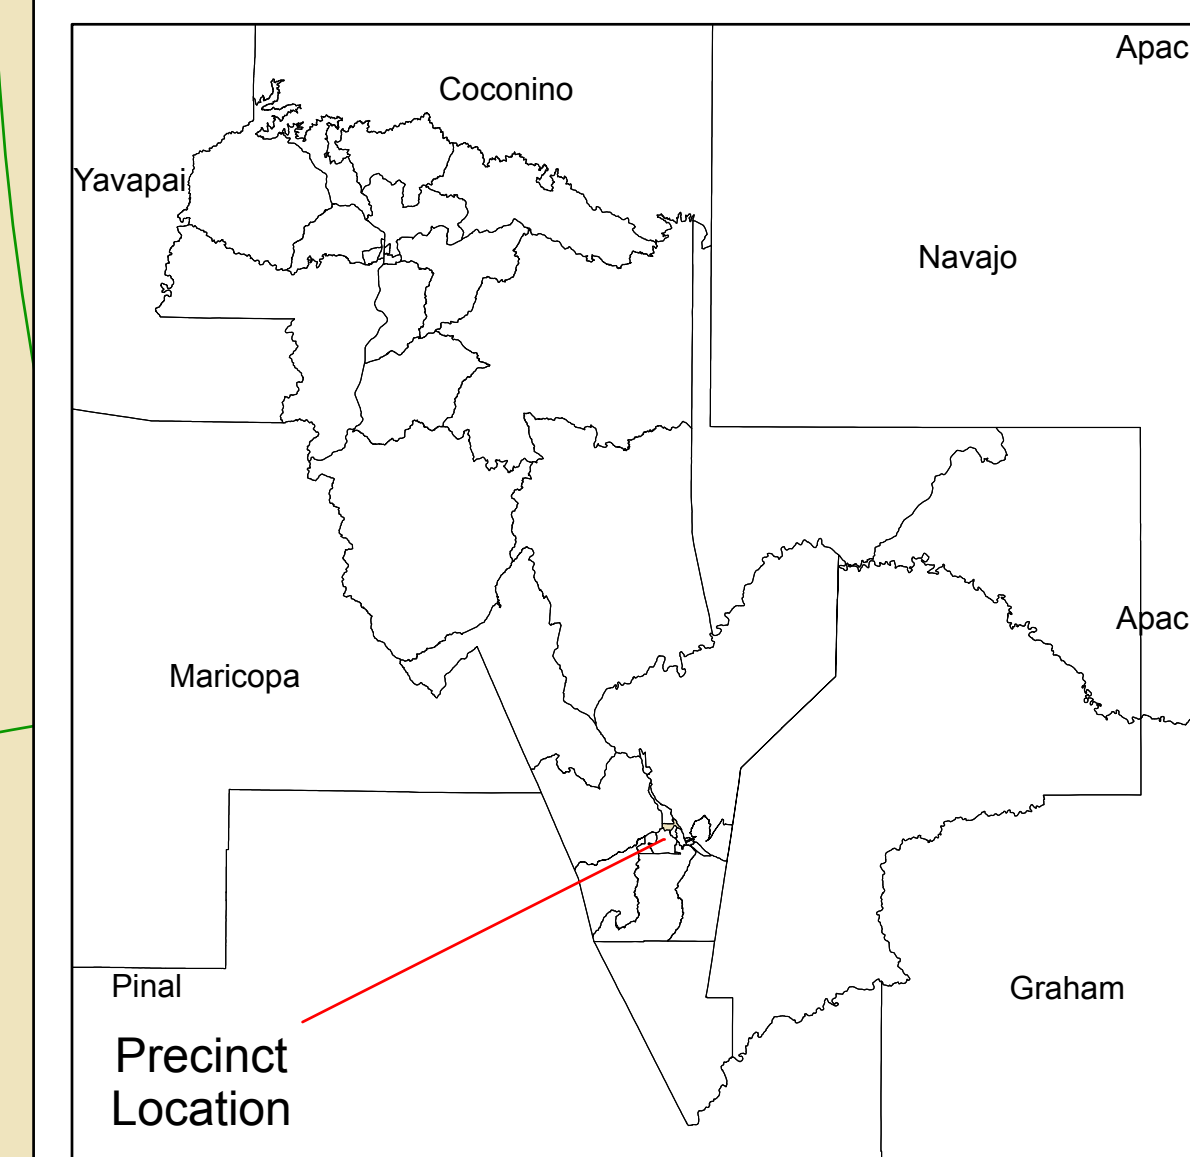 Apac
Coconino
Yavapai
Navajo
Apac
Maricopa
Pinal
Graham
Precinct
Location